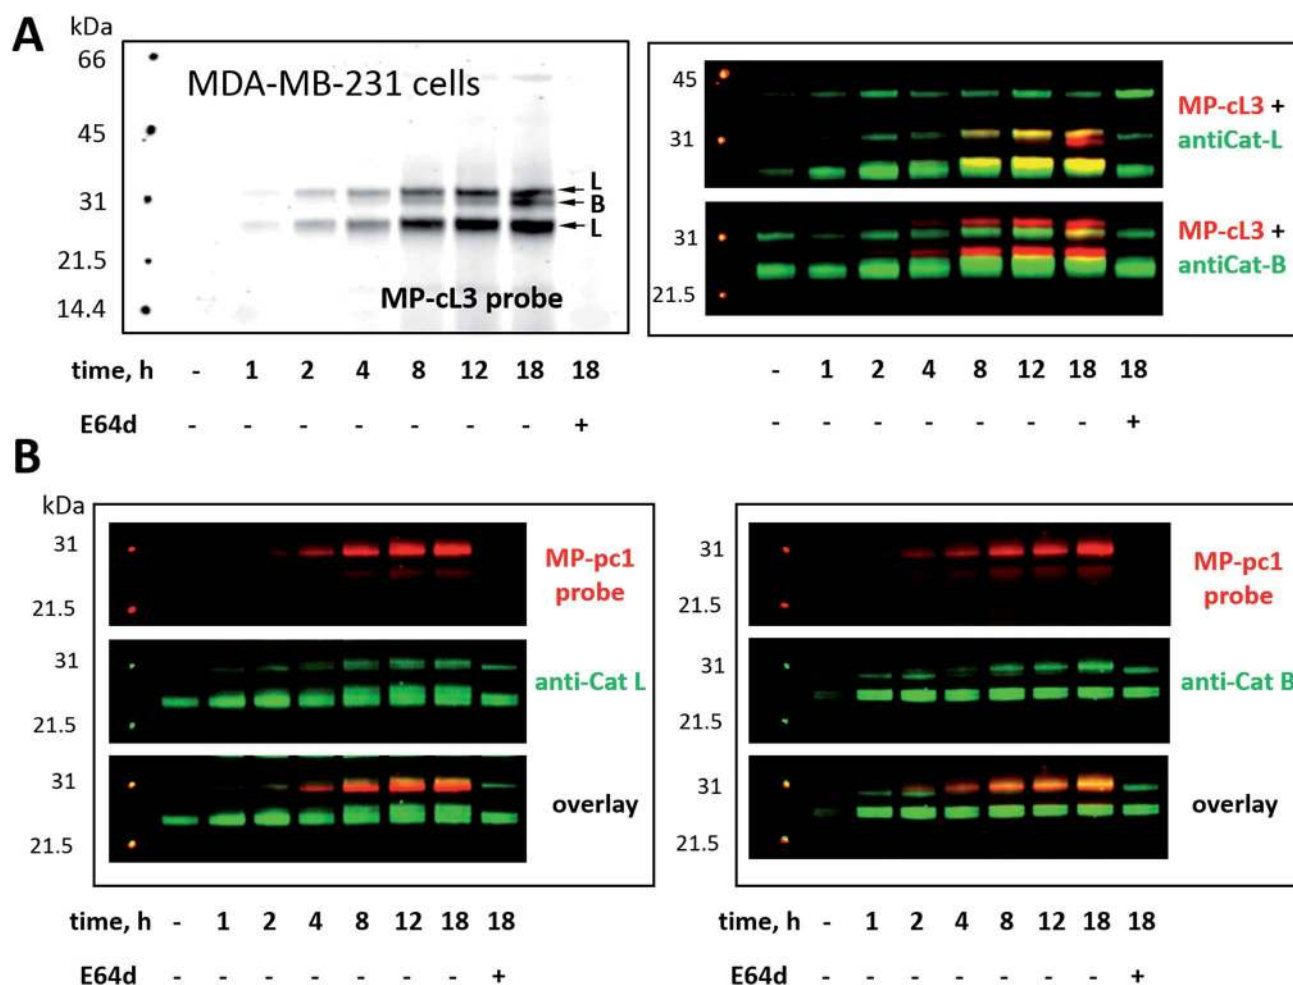 A
kDa
66
45
31
21.5
14.4
MDA-MB-231 cells
L
B
L
MP-cL3 probe
time, h - 1 2 4 8 12 18 18
E64d - - - - - - - +
45
31
MP-cL3 +
antiCat-L
31
21.5
MP-cL3 +
antiCat-B
- 1 2 4 8 12 18 18
- - - - - - - +
B
kDa
31
21.5
MP-pc1
probe
31
21.5
anti-Cat L
31
21.5
overlay
time, h - 1 2 4 8 12 18 18
E64d - - - - - - - +
31
21.5
MP-pc1
probe
31
21.5
anti-Cat B
31
21.5
overlay
time, h - 1 2 4 8 12 18 18
E64d - - - - - - - +